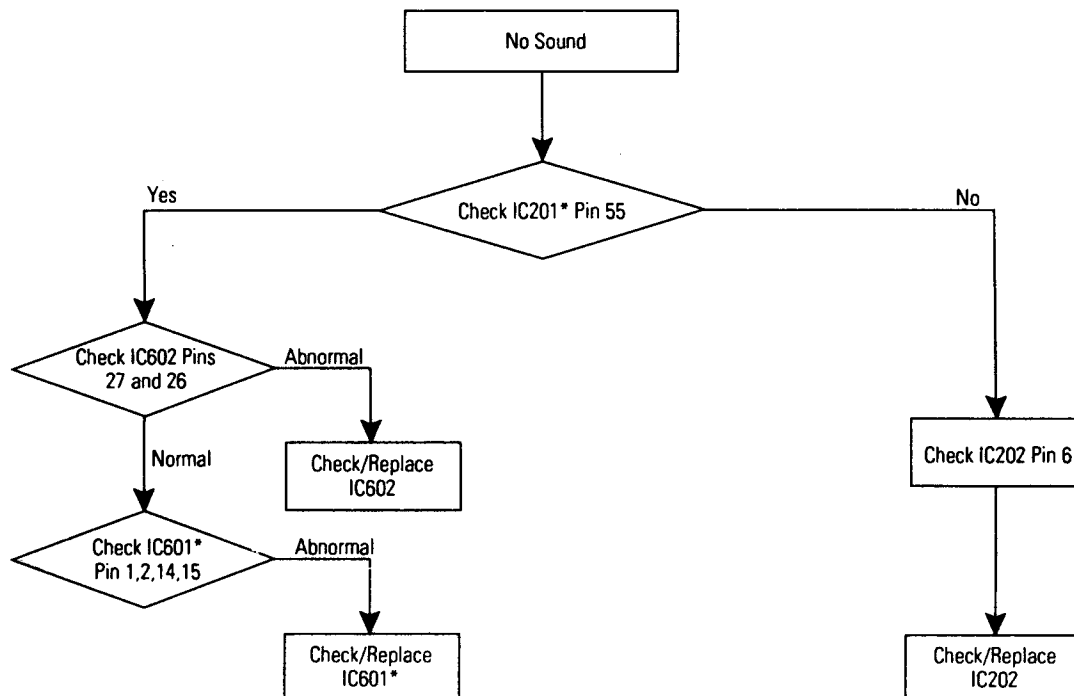 No Sound
Yes
Check IC201* Pin 55
No
Check IC602 Pins
27 and 26
Abnormal
Normal
Check/Replace
IC602
Check IC202 Pin 6
Check IC601*
Pin 1,2,14,15
Abnormal
Check/Replace
IC601*
Check/Replace
IC202